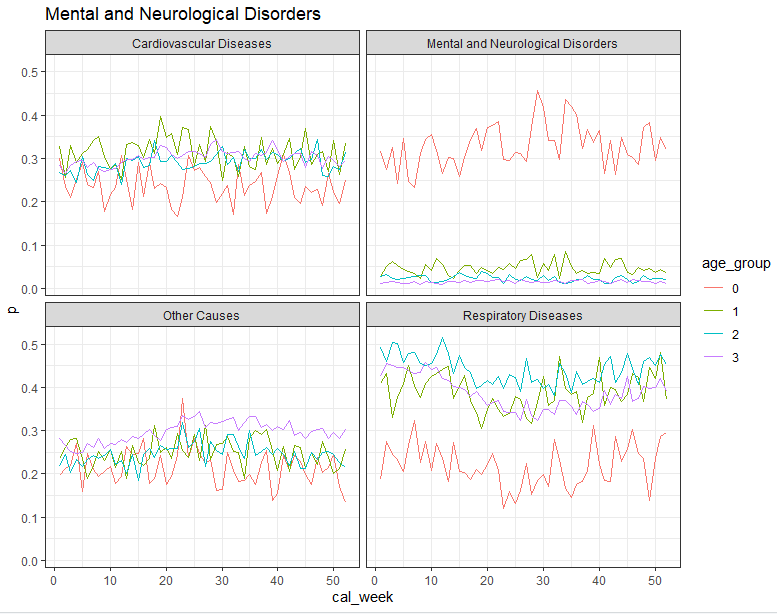 Mental and Neurological Disorders
Cardiovascular Diseases
Mental and Neurological Disorders
0.5
0.4
0.3
0.2
0.1
0.0
Other Causes
Respiratory Diseases
0.5
0.4
0.3
0.2
0.1
0.0
p
0 10 20 30 40 50
0 10 20 30 40 50
cal_week
age_group
0
1
2
3